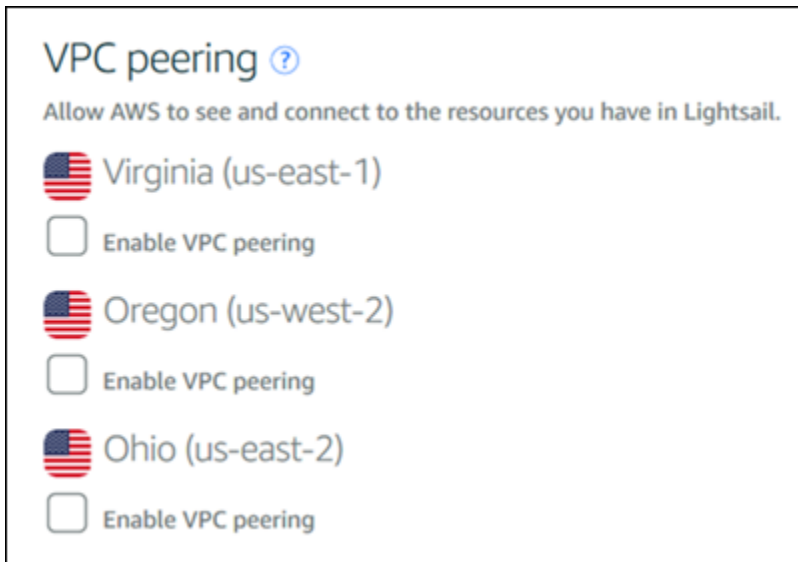 VPC peering ?
Allow AWS to see and connect to the resources you have in Lightsail.
Virginia (us-east-1)
Enable VPC peering
Oregon (us-west-2)
Enable VPC peering
Ohio (us-east-2)
Enable VPC peering